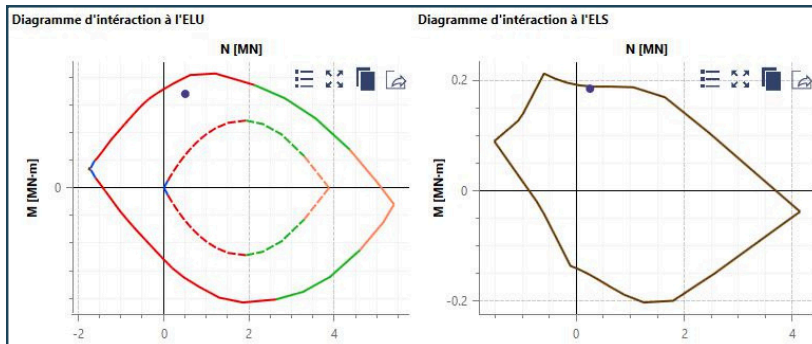 Diagramme d'intéraction à l'ELU
N [MN]
M [MN·m]
0
-2
0
2
4
Diagramme d'intéraction à l'ELS
N [MN]
M [MN·m]
0.2
0
-0.2
0
2
4